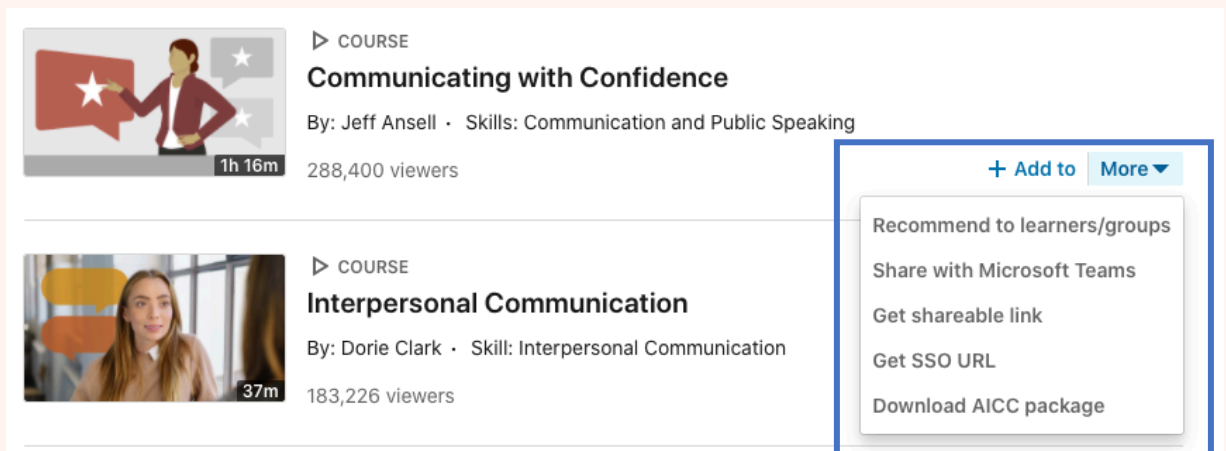 COURSE
Communicating with Confidence
By: Jeff Ansell · Skills: Communication and Public Speaking
1h 16m
288,400 viewers
+ Add to
More
Recommend to learners/groups
Share with Microsoft Teams
Get shareable link
Get SSO URL
Download AICC package
COURSE
Interpersonal Communication
By: Dorie Clark · Skill: Interpersonal Communication
37m
183,226 viewers